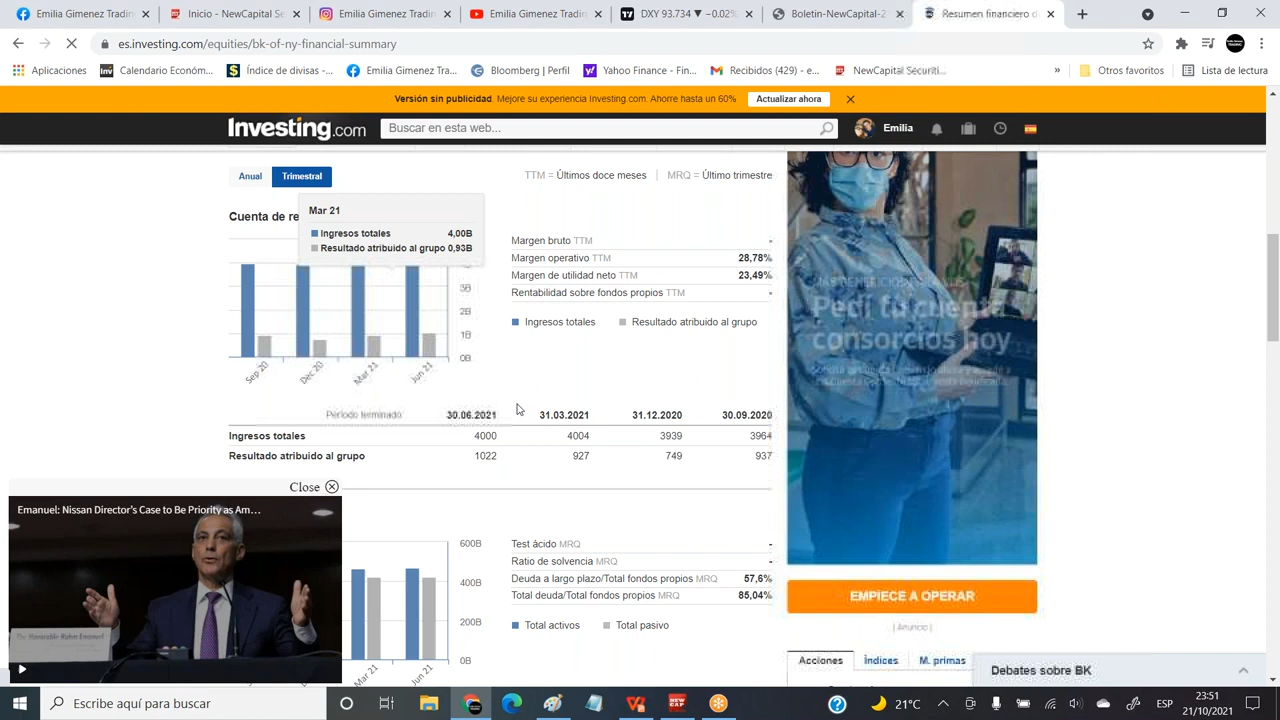 Emilia Gimenez Tradin
Inicio - NewCapital Se
Emilia Gimenez Tradin
Emilia Gimenez Tradin
DXY 93.734 ▼ −0.02%
Boletin-NewCapital-2
Resumen financiero d
es.investing.com/equities/bk-of-ny-financial-summary
Aplicaciones
Calendario Económ...
Índice de divisas -...
Emilia Gimenez Tra...
Bloomberg | Perfil
Yahoo Finance - Fin...
Recibidos (429) - e...
NewCapital Securiti...
»
Otros favoritos
Lista de lectura
Versión sin publicidad. Mejore su experiencia Investing.com. Ahorre hasta un 60%
Actualizar ahora
Investing.com
Buscar en esta web...
Emilia
Anual
Trimestral
TTM = Últimos doce meses | MRQ = Último trimestre
Cuenta de re
Mar 21
Ingresos totales 4,00B
Resultado atribuido al grupo 0,93B
3B
2B
1B
0B
Sep 20
Dec 20
Mar 21
Jun 21
Margen bruto TTM -
Margen operativo TTM 28,78%
Margen de utilidad neto TTM 23,49%
Rentabilidad sobre fondos propios TTM -
Ingresos totales
Resultado atribuido al grupo
Pedí tu cuenta
consorcios hoy
Período terminado: 30.06.2021 31.03.2021 31.12.2020 30.09.2020
Ingresos totales 4000 4004 3939 3964
Resultado atribuido al grupo 1022 927 749 937
Close
Emanuel: Nissan Director's Case to Be Priority as Am…
The Honorable Rahm Emanuel
600B
400B
200B
0B
Mar 21
Jun 21
Test ácido MRQ -
Ratio de solvencia MRQ -
Deuda a largo plazo/Total fondos propios MRQ 57,6%
Total deuda/Total fondos propios MRQ 85,04%
Total activos
Total pasivo
EMPIECE A OPERAR
| Anuncio |
Acciones
Índices
M. primas
Debates sobre BK
Escribe aquí para buscar
NEW
CAP
21°C
ESP
23:51
21/10/2021